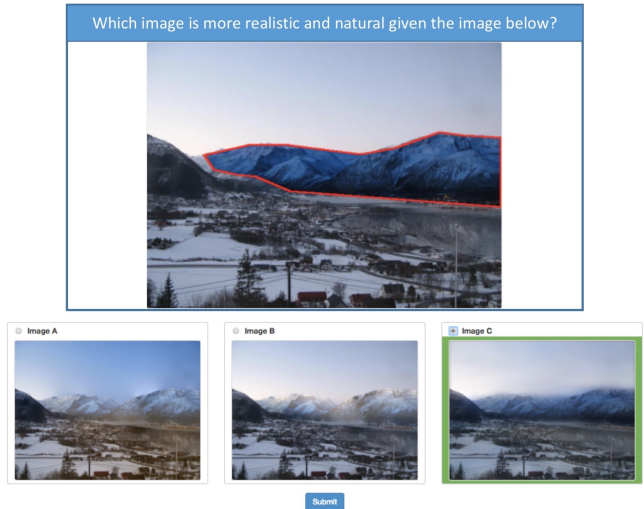 Which image is more realistic and natural given the image below?
Image A
Image B
Image C
Submit